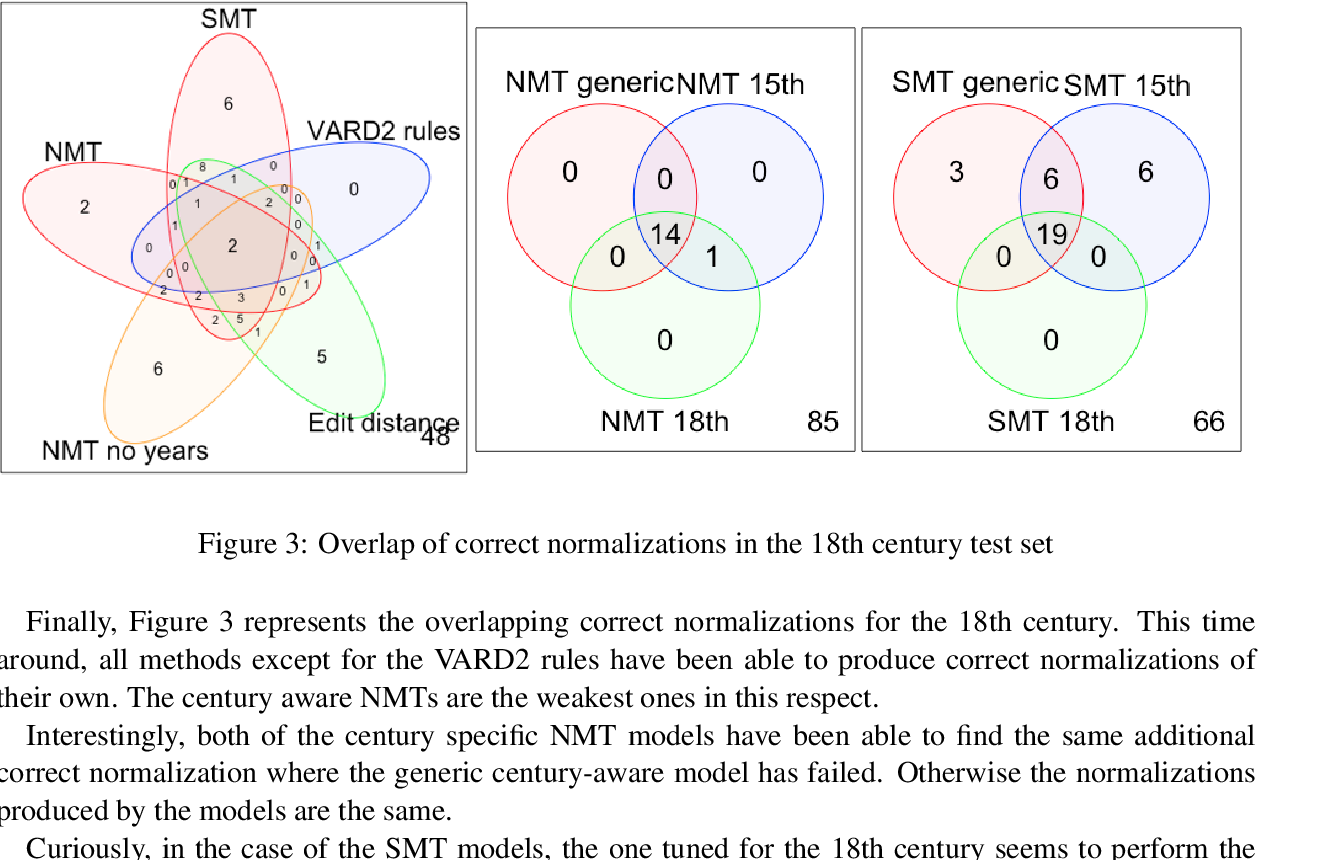 SMT
6
VARD2 rules
NMT
8
0
0
1
1
0
0
2
1
2
0
0
1
0
1
0
2
0
0
0
0
0
2
2
3
0
1
2
5
1
6
5
Edit distance
48
NMT no years
NMT generic NMT 15th
0
0
0
14
0
1
0
NMT 18th
85
SMT generic SMT 15th
3
6
6
19
0
0
0
SMT 18th
66
Figure 3: Overlap of correct normalizations in the 18th century test set
Finally, Figure 3 represents the overlapping correct normalizations for the 18th century. This time
around, all methods except for the VARD2 rules have been able to produce correct normalizations of
their own. The century aware NMTs are the weakest ones in this respect.
Interestingly, both of the century specific NMT models have been able to find the same additional
correct normalization where the generic century-aware model has failed. Otherwise the normalizations
produced by the models are the same.
Curiously, in the case of the SMT models, the one tuned for the 18th century seems to perform the